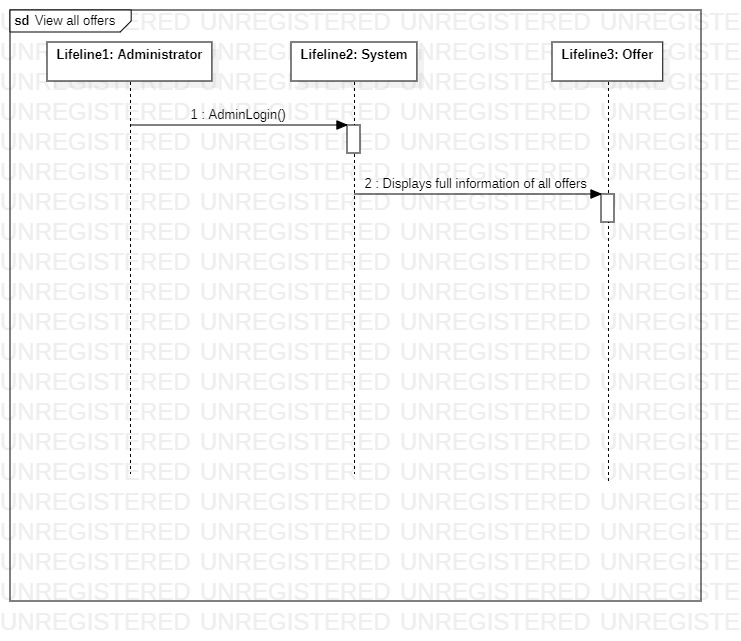 sd View all offers
Lifeline1: Administrator
Lifeline2: System
Lifeline3: Offer
1 : AdminLogin()
2 : Displays full information of all offers
UNREGISTERED UNREGISTERED UNREGISTERED UNREGISTERED